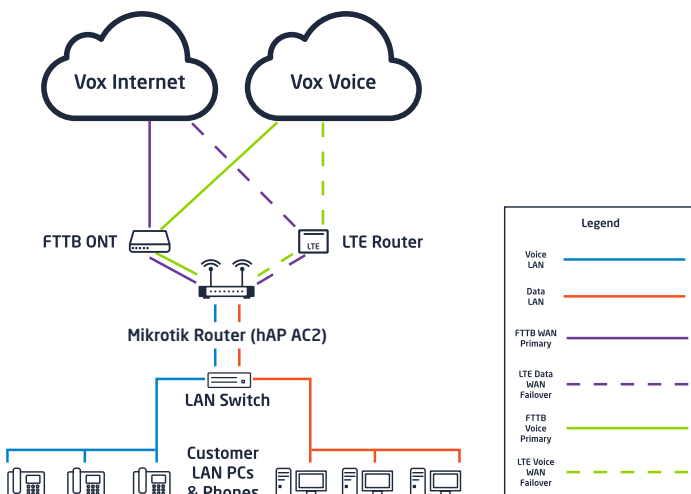 Vox Internet
Vox Voice
FTTB ONT
LTE
LTE Router
Mikrotik Router (hAP AC2)
LAN Switch
Customer
LAN PCs
& Phones
Legend
Voice
LAN
Data
LAN
FTTB WAN
Primary
LTE Data
WAN
Failover
FTTB
Voice
Primary
LTE Voice
WAN
Failover